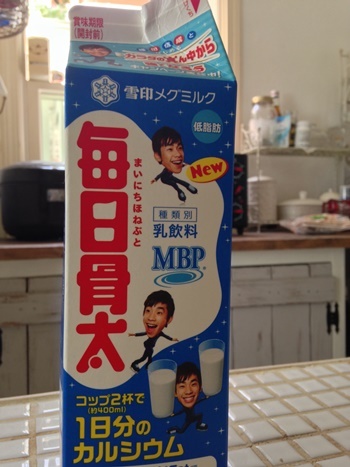 賞味期限
(開封前)
カラダのまん中から
雪印メグミルク
毎日骨太
まいにちほねぶと
低脂肪
New
種類別
乳飲料
MBP®
コップ2杯で
(約400ml)
1日分の
カルシウム